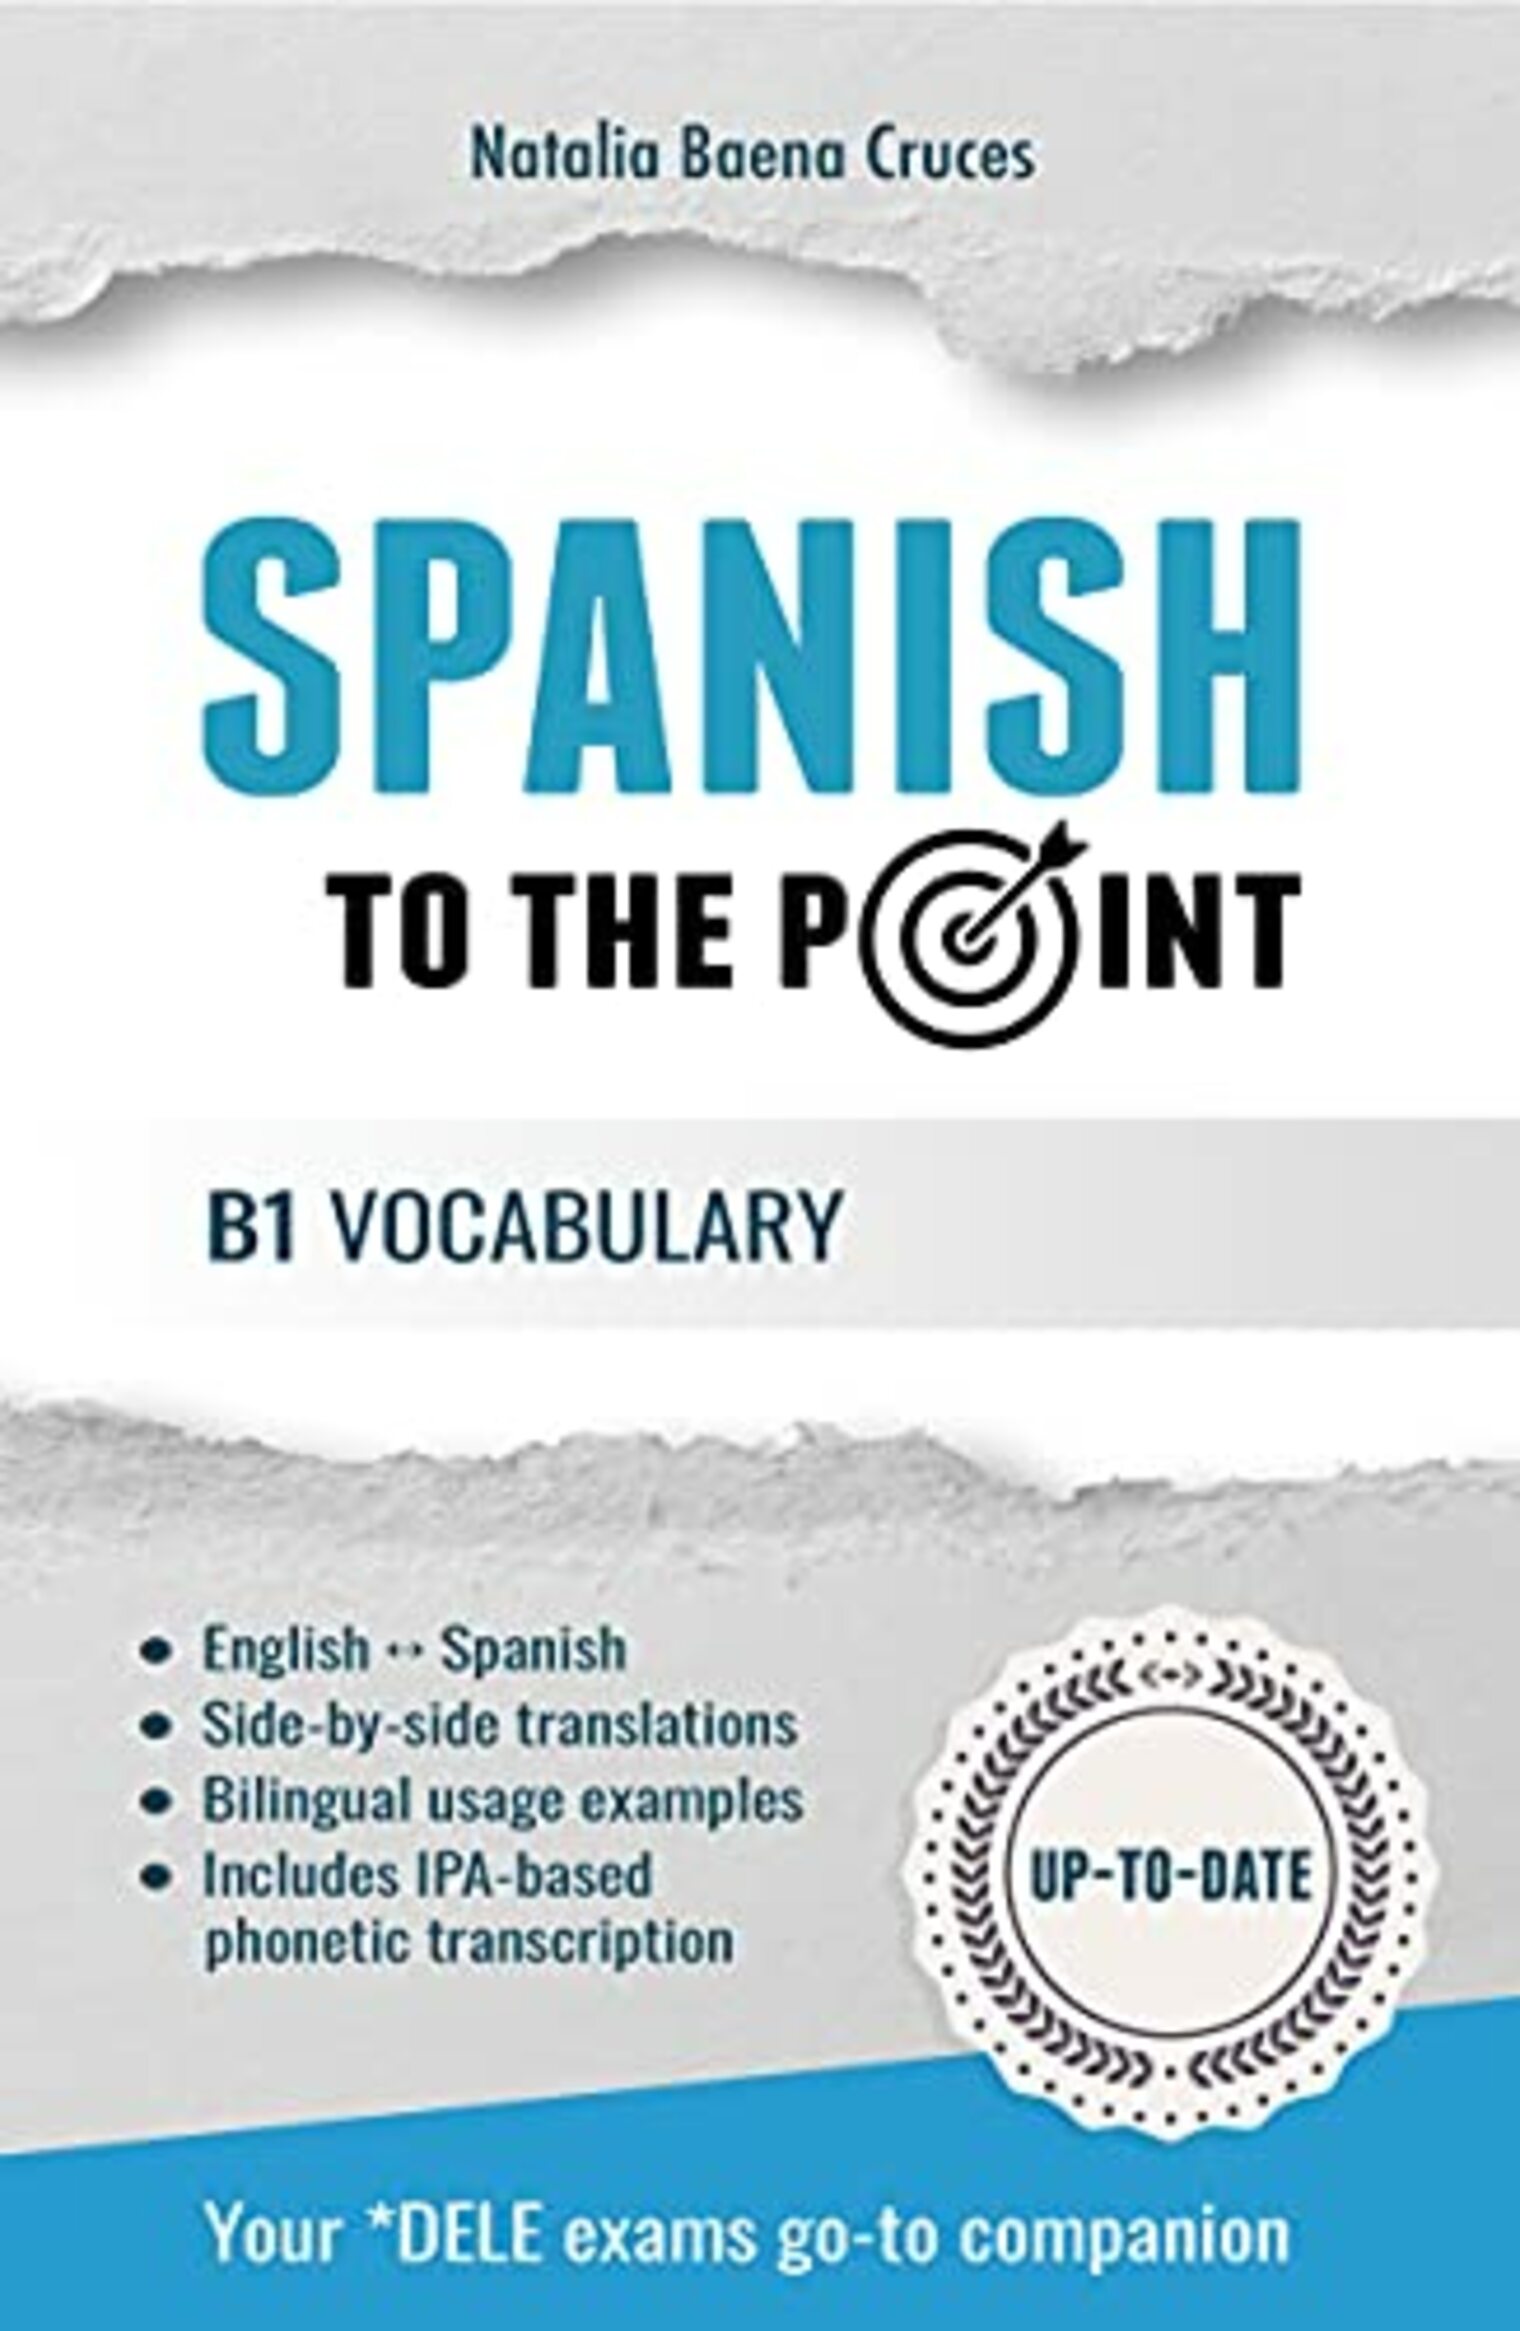 Natalia Baena Cruces
SPANISH
TO THE POINT
B1 VOCABULARY
• English ↔ Spanish
• Side-by-side translations
• Bilingual usage examples
• Includes IPA-based
phonetic transcription
UP-TO-DATE
Your *DELE exams go-to companion